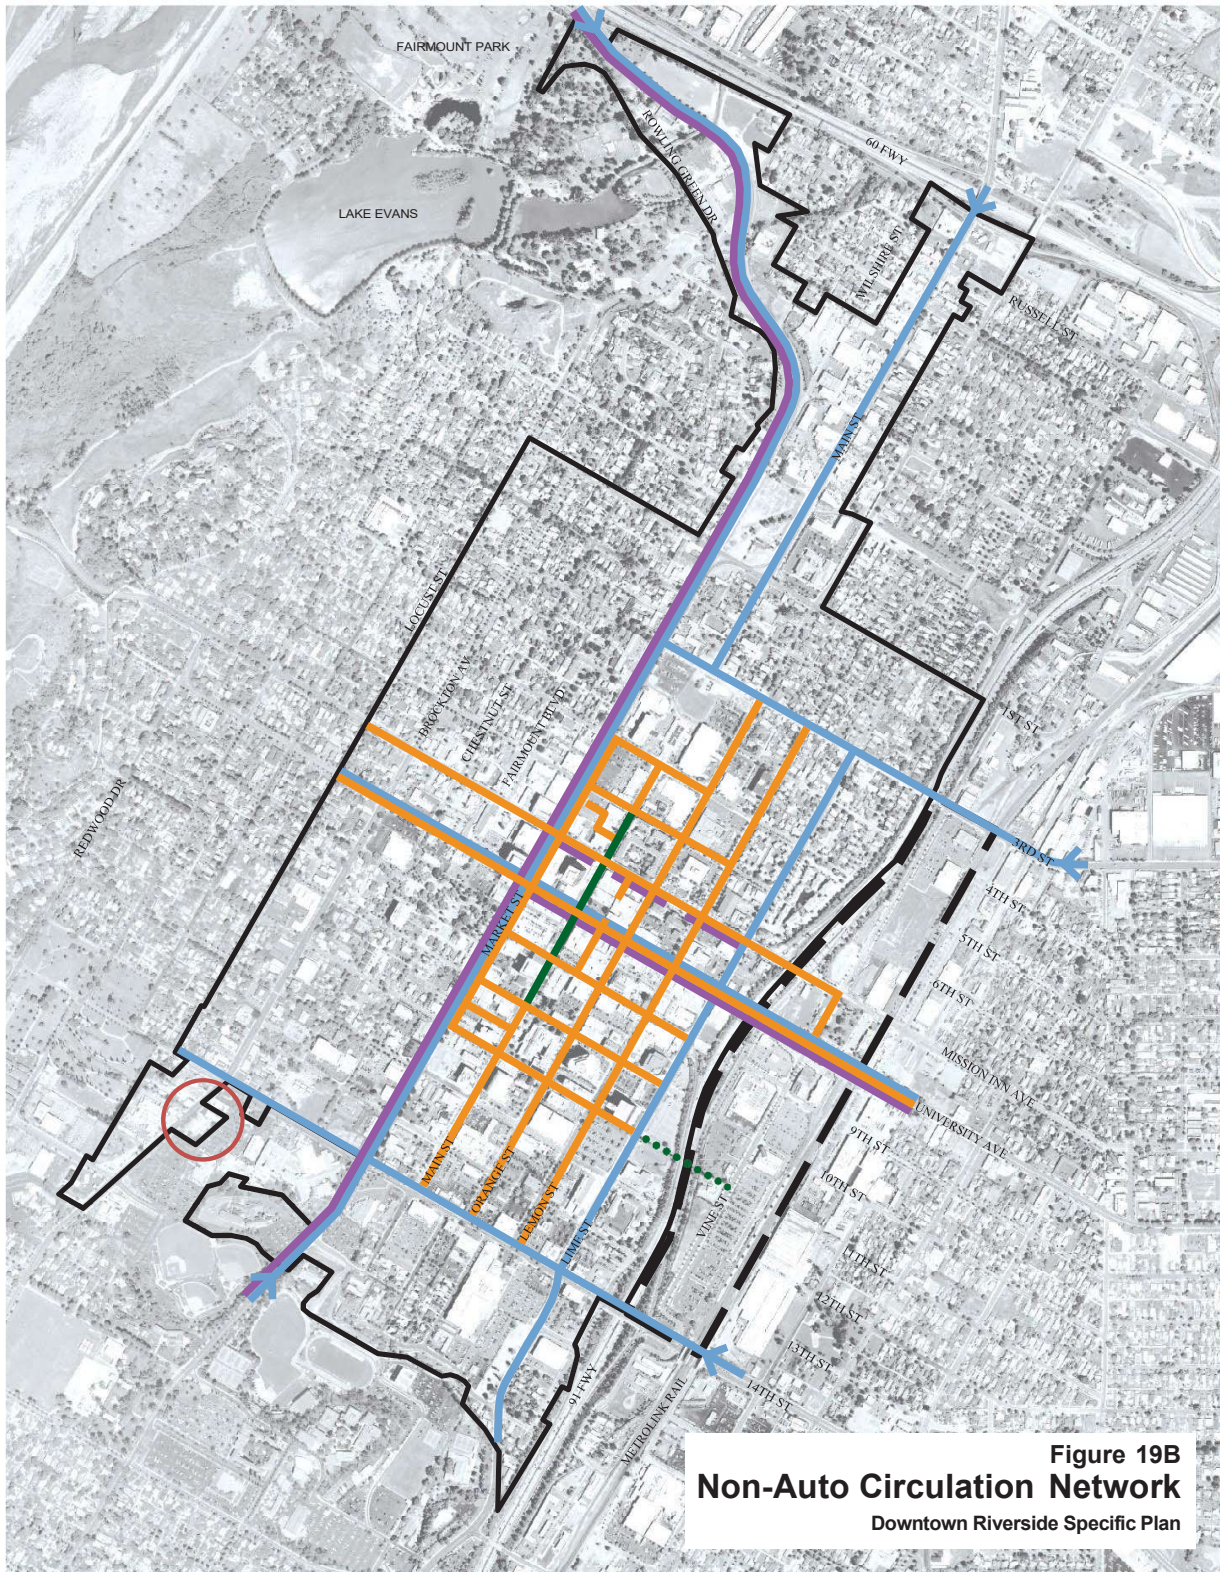 FAIRMOUNT PARK
ROWLING GREEN DR
60 FWY
LAKE EVANS
WILSHIRE ST
RUSSELL ST
MAIN ST
LOCUST ST
BROCKTON AV
CHESTNUT ST
FAIRMOUNT BLVD
1ST ST
REDWOOD DR
3RD ST
4TH ST
MARKET ST
5TH ST
6TH ST
MISSION INN AVE
UNIVERSITY AVE
9TH ST
MAIN ST
ORANGE ST
10TH ST
LEMON ST
VINE ST
LIME ST
11TH ST
12TH ST
13TH ST
91 FWY
14TH ST
METROLINK RAIL
Figure 19B
Non-Auto Circulation Network
Downtown Riverside Specific Plan